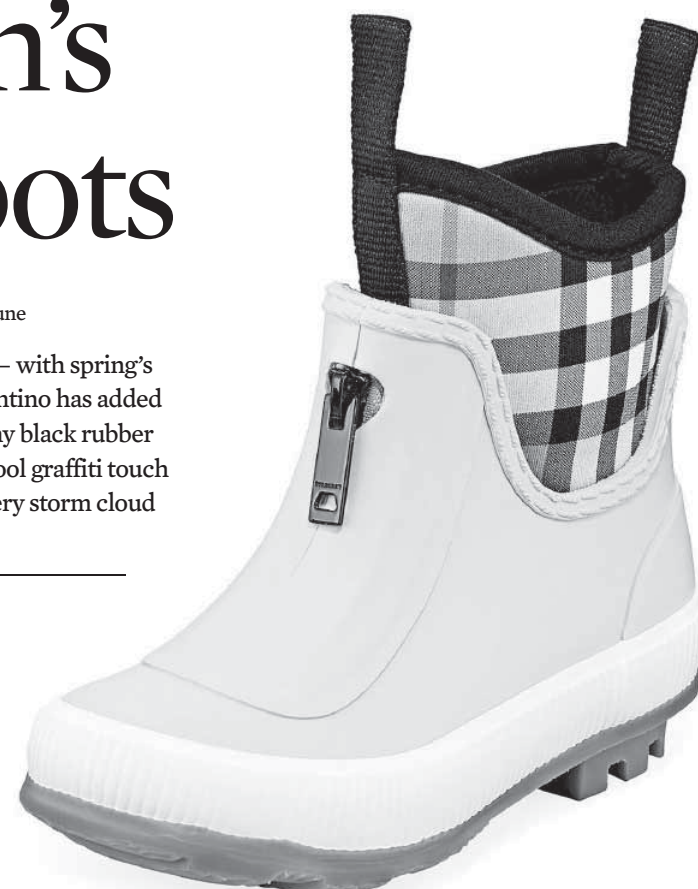 n's
oots
une
– with spring's
ntino has added
ny black rubber
ool graffiti touch
ery storm cloud